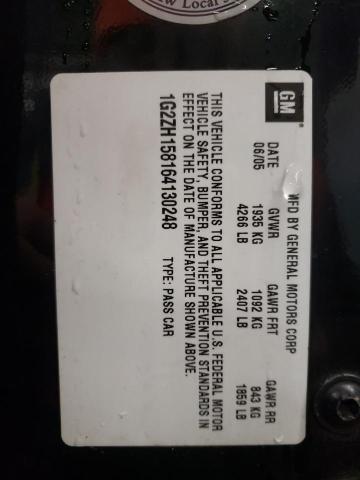 w Local
GM
MFD BY GENERAL MOTORS CORP
DATE GVWR GAWR FRT GAWR RR
06/05 1935 KG 1092 KG 843 KG
4266 LB 2407 LB 1859 LB
THIS VEHICLE CONFORMS TO ALL APPLICABLE U.S. FEDERAL MOTOR
VEHICLE SAFETY, BUMPER, AND THEFT PREVENTION STANDARDS IN
EFFECT ON THE DATE OF MANUFACTURE SHOWN ABOVE.
1G2ZH158164130248 TYPE: PASS CAR